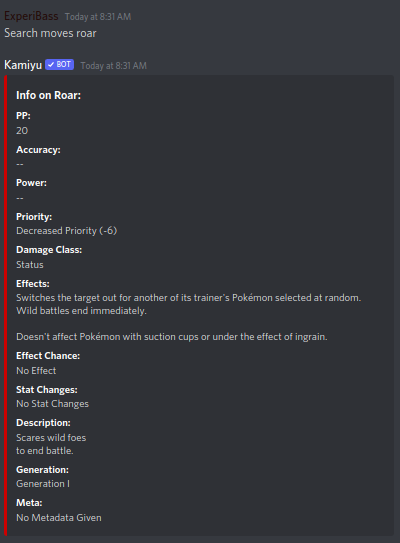 ExperiBass Today at 8:31 AM
Search moves roar
Kamiyu BOT Today at 8:31 AM
Info on Roar:
PP:
20
Accuracy:
--
Power:
--
Priority:
Decreased Priority (-6)
Damage Class:
Status
Effects:
Switches the target out for another of its trainer's Pokémon selected at random.
Wild battles end immediately.
Doesn't affect Pokémon with suction cups or under the effect of ingrain.
Effect Chance:
No Effect
Stat Changes:
No Stat Changes
Description:
Scares wild foes
to end battle.
Generation:
Generation I
Meta:
No Metadata Given